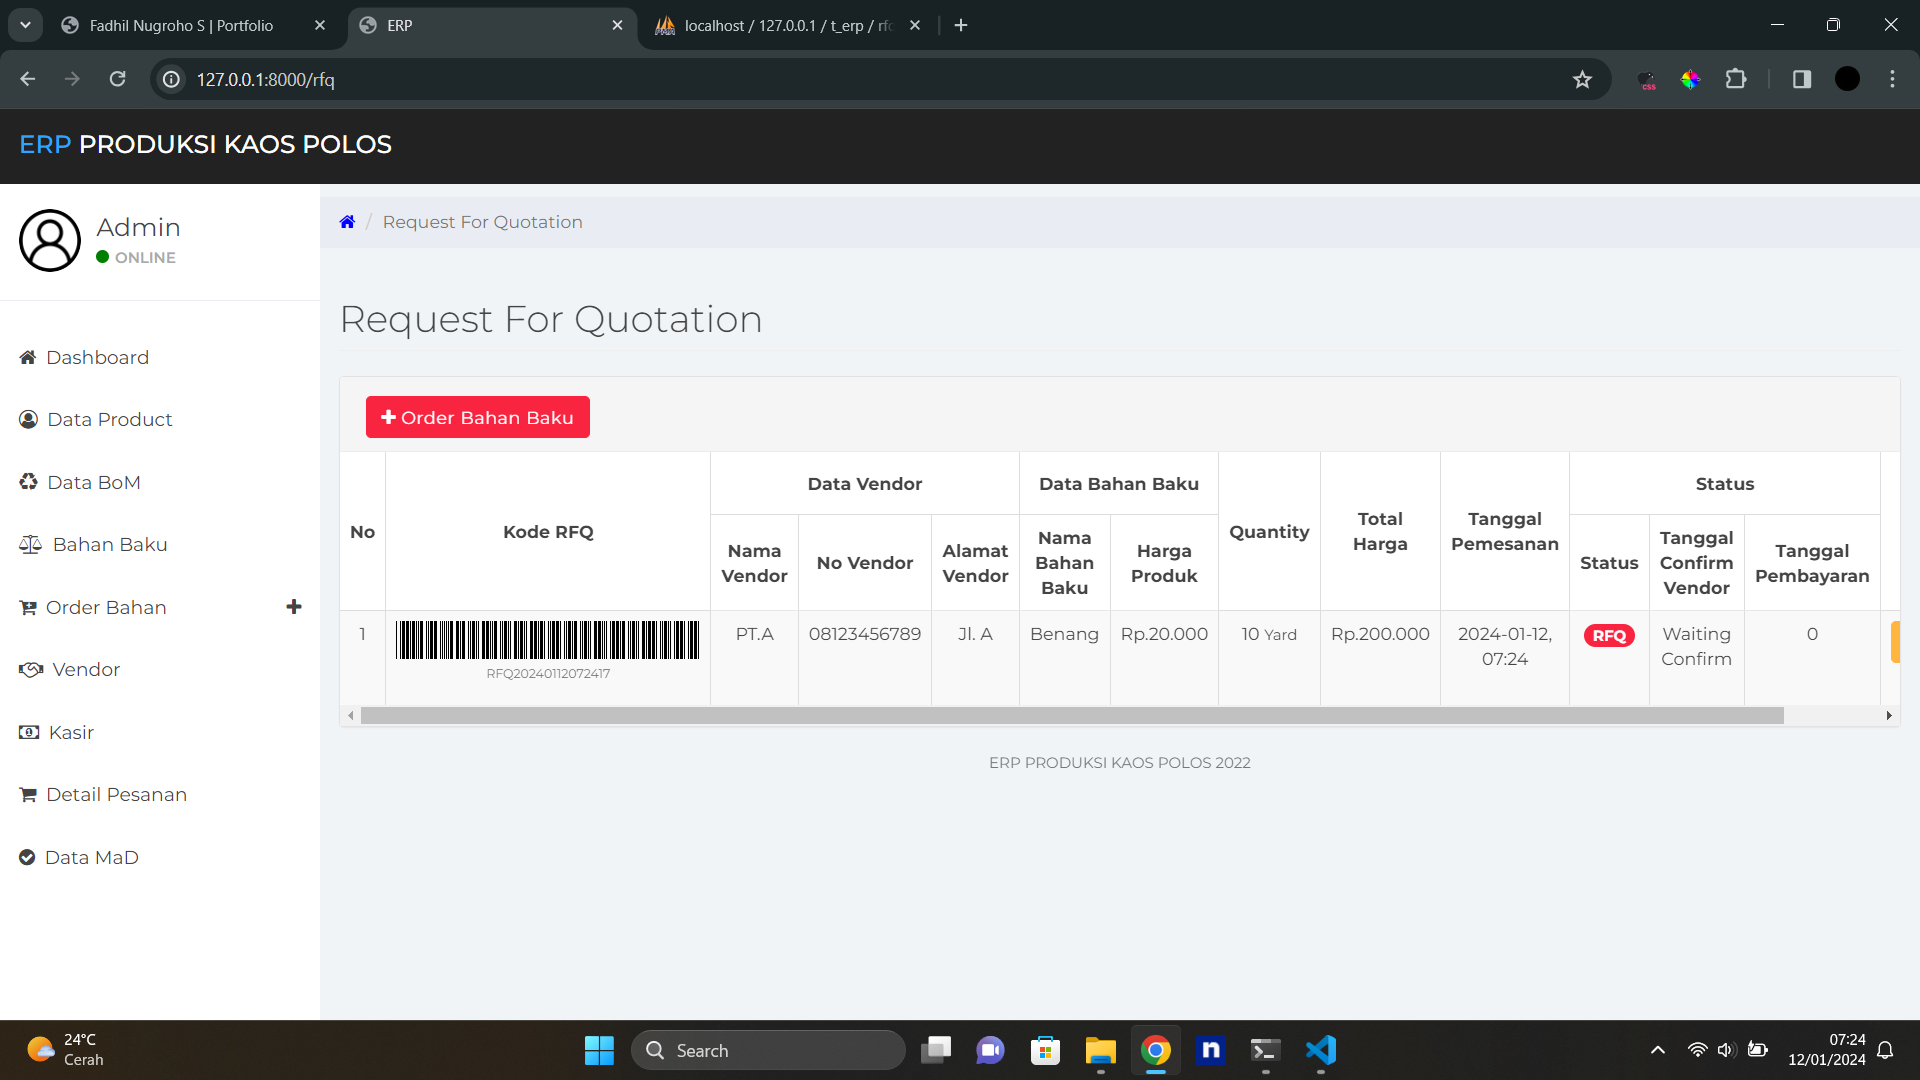 Fadhil Nugroho S | Portfolio
ERP
localhost / 127.0.0.1 / t_erp / rfq
127.0.0.1:8000/rfq
css
ERP PRODUKSI KAOS POLOS
Admin
ONLINE
Dashboard
Data Product
Data BoM
Bahan Baku
Order Bahan
Vendor
Kasir
Detail Pesanan
Data MaD
/ Request For Quotation
Request For Quotation
Order Bahan Baku
No
Kode RFQ
Data Vendor
Data Bahan Baku
Quantity
Total
Harga
Tanggal
Pemesanan
Status
Nama
Vendor
No Vendor
Alamat
Vendor
Nama
Bahan
Baku
Harga
Produk
Status
Tanggal
Confirm
Vendor
Tanggal
Pembayaran
1
RFQ20240112072417
PT.A
08123456789
Jl. A
Benang
Rp.20.000
10 Yard
Rp.200.000
2024-01-12,
07:24
RFQ
Waiting
Confirm
0
ERP PRODUKSI KAOS POLOS 2022
24°C
Cerah
Search
n
07:24
12/01/2024